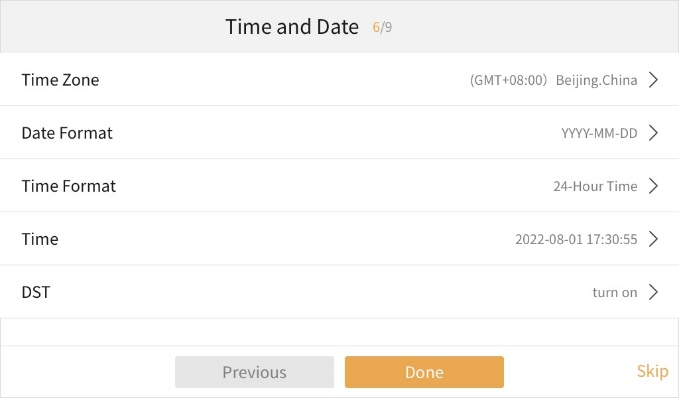 Time and Date 6/9
Time Zone (GMT+08:00) Beijing.China
Date Format YYYY-MM-DD
Time Format 24-Hour Time
Time 2022-08-01 17:30:55
DST turn on
Previous Done Skip